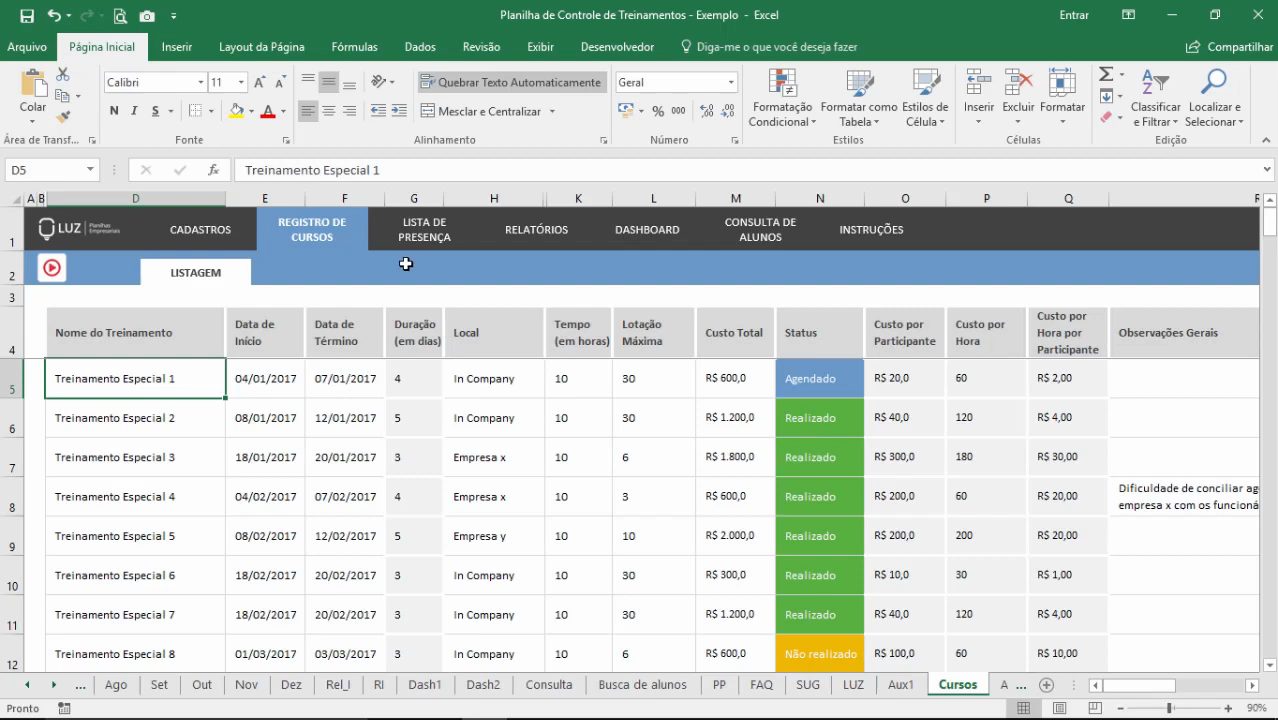 Planilha de Controle de Treinamentos - Exemplo - Excel
Entrar
Arquivo Página Inicial Inserir Layout da Página Fórmulas Dados Revisão Exibir Desenvolvedor Diga-me o que você deseja fazer Compartilhar
Calibri 11 Quebrar Texto Automaticamente Geral
Colar N I S A Mesclar e Centralizar % 000 Formatação Condicional Formatar como Tabela Estilos de Célula Inserir Excluir Formatar Classificar e Filtrar Localizar e Selecionar
Área de Transf... Fonte Alinhamento Número Estilos Células Edição
D5 fx Treinamento Especial 1
A B D E F G H K L M N O P Q R
1 LUZ Planilhas Empresariais CADASTROS REGISTRO DE CURSOS LISTA DE PRESENÇA RELATÓRIOS DASHBOARD CONSULTA DE ALUNOS INSTRUÇÕES
2 LISTAGEM
3
4 Nome do Treinamento Data de Início Data de Término Duração (em dias) Local Tempo (em horas) Lotação Máxima Custo Total Status Custo por Participante Custo por Hora Custo por Hora por Participante Observações Gerais
5 Treinamento Especial 1 04/01/2017 07/01/2017 4 In Company 10 30 R$ 600,0 Agendado R$ 20,0 60 R$ 2,00
6 Treinamento Especial 2 08/01/2017 12/01/2017 5 In Company 10 30 R$ 1.200,0 Realizado R$ 40,0 120 R$ 4,00
7 Treinamento Especial 3 18/01/2017 20/01/2017 3 Empresa x 10 6 R$ 1.800,0 Realizado R$ 300,0 180 R$ 30,00
8 Treinamento Especial 4 04/02/2017 07/02/2017 4 Empresa x 10 3 R$ 600,0 Realizado R$ 200,0 60 R$ 20,00 Dificuldade de conciliar ag empresa x com os funcioná
9 Treinamento Especial 5 08/02/2017 12/02/2017 5 Empresa y 10 10 R$ 2.000,0 Realizado R$ 200,0 200 R$ 20,00
10 Treinamento Especial 6 18/02/2017 20/02/2017 3 In Company 10 30 R$ 300,0 Realizado R$ 10,0 30 R$ 1,00
11 Treinamento Especial 7 18/02/2017 20/02/2017 3 In Company 10 30 R$ 1.200,0 Realizado R$ 40,0 120 R$ 4,00
12 Treinamento Especial 8 01/03/2017 03/03/2017 3 In Company 10 6 R$ 600,0 Não realizado R$ 100,0 60 R$ 10,00
... Ago Set Out Nov Dez Rel_I RI Dash1 Dash2 Consulta Busca de alunos PP FAQ SUG LUZ Aux1 Cursos A ...
Pronto 90%